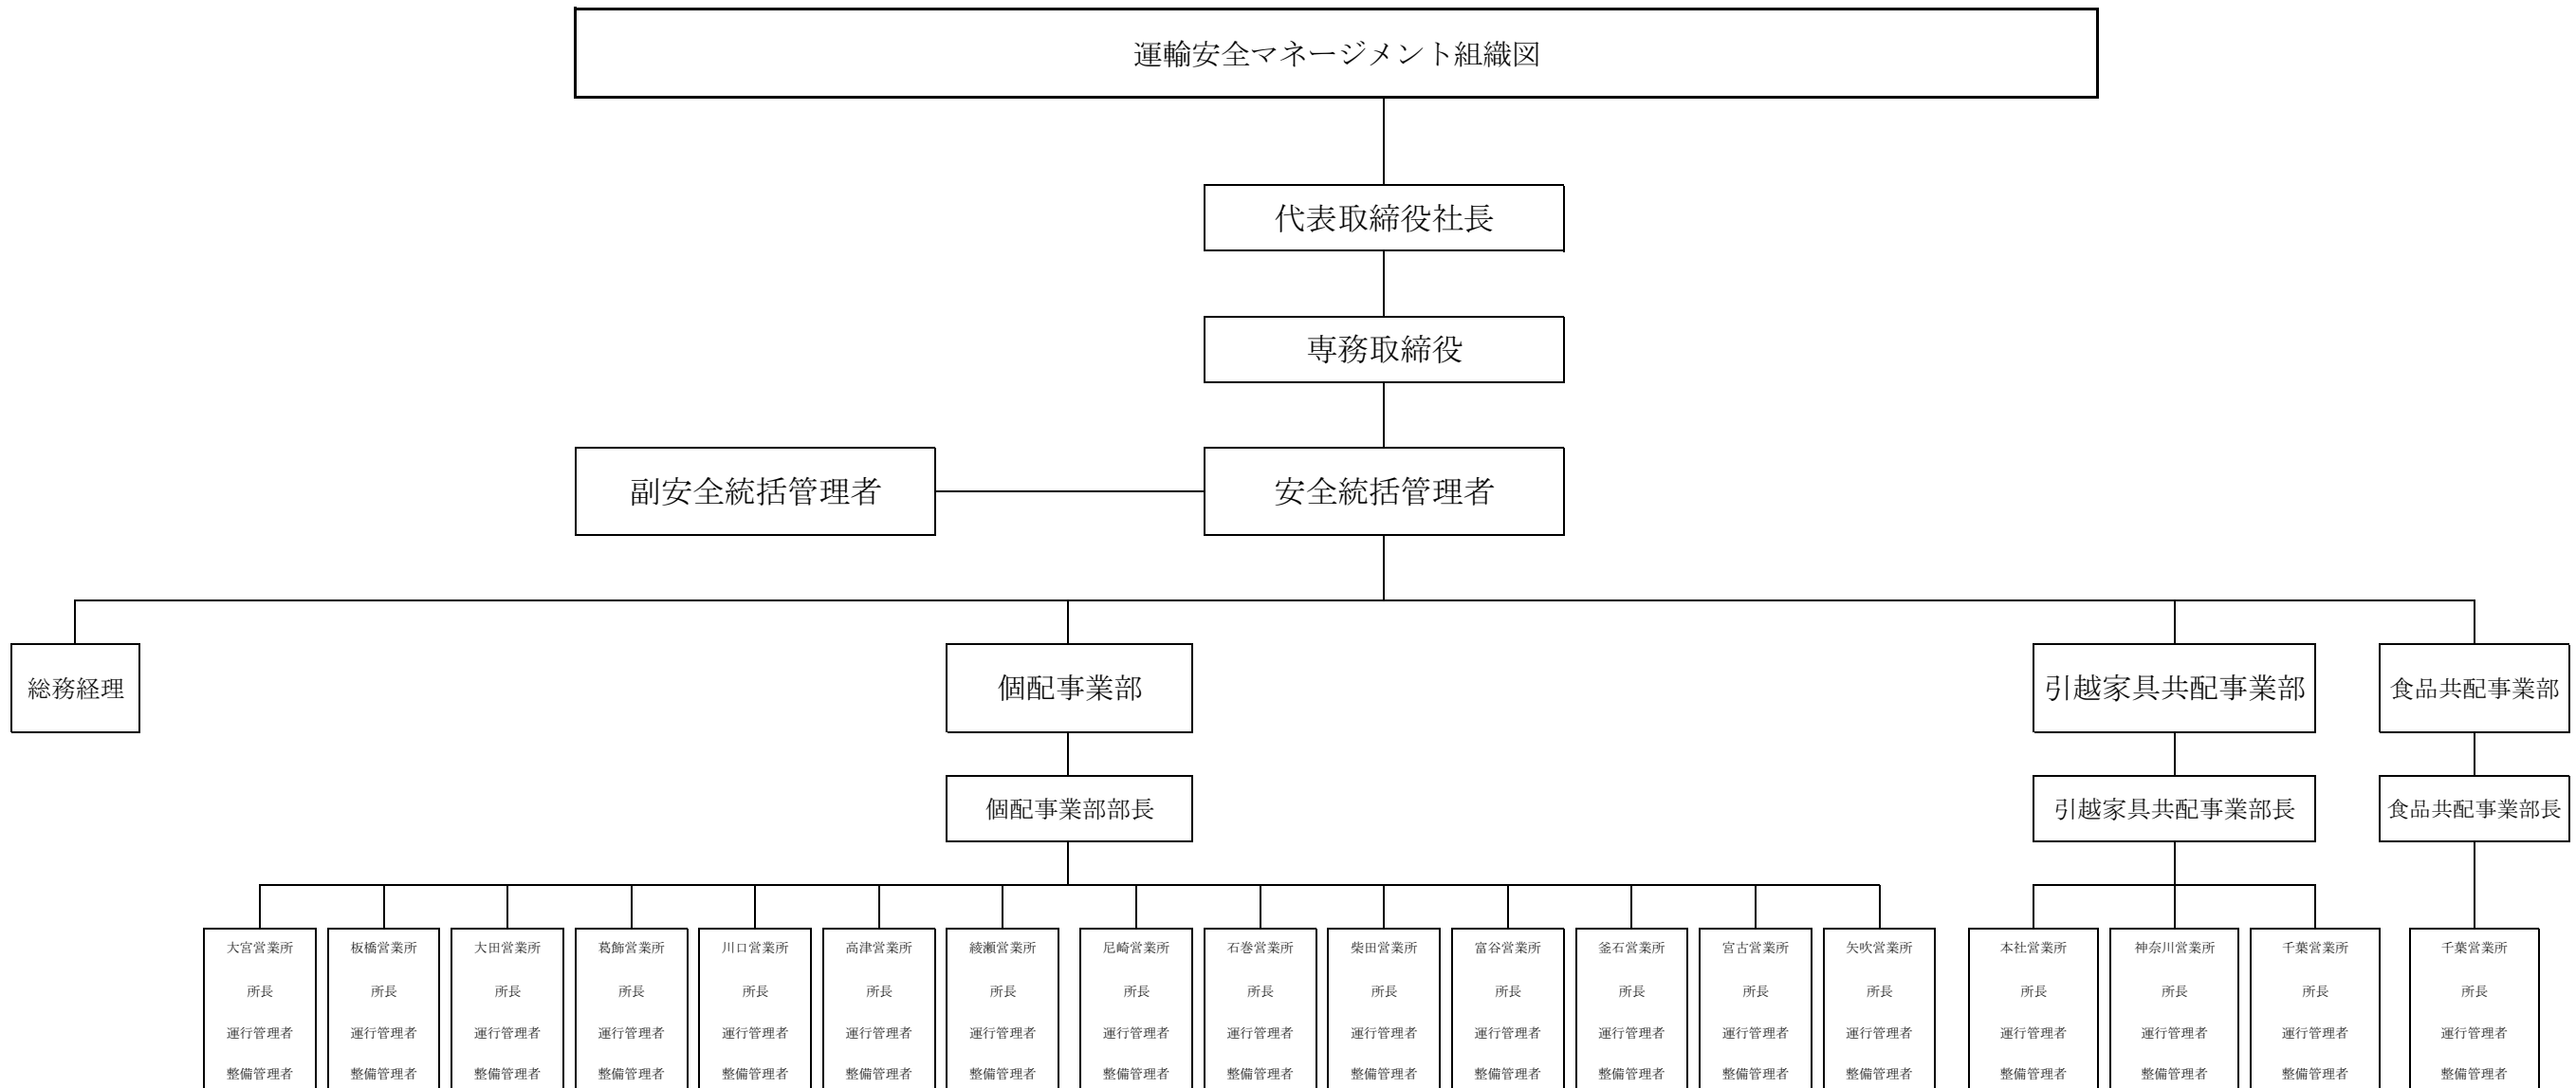 運輸安全マネージメント組織図
代表取締役社長
専務取締役
副安全統括管理者
安全統括管理者
総務経理
個配事業部
引越家具共配事業部
食品共配事業部
個配事業部部長
引越家具共配事業部長
食品共配事業部長
大宮営業所
所長
運行管理者
整備管理者
板橋営業所
所長
運行管理者
整備管理者
大田営業所
所長
運行管理者
整備管理者
葛飾営業所
所長
運行管理者
整備管理者
川口営業所
所長
運行管理者
整備管理者
高津営業所
所長
運行管理者
整備管理者
綾瀬営業所
所長
運行管理者
整備管理者
尼崎営業所
所長
運行管理者
整備管理者
石巻営業所
所長
運行管理者
整備管理者
柴田営業所
所長
運行管理者
整備管理者
富谷営業所
所長
運行管理者
整備管理者
釜石営業所
所長
運行管理者
整備管理者
宮古営業所
所長
運行管理者
整備管理者
矢吹営業所
所長
運行管理者
整備管理者
本社営業所
所長
運行管理者
整備管理者
神奈川営業所
所長
運行管理者
整備管理者
千葉営業所
所長
運行管理者
整備管理者
千葉営業所
所長
運行管理者
整備管理者